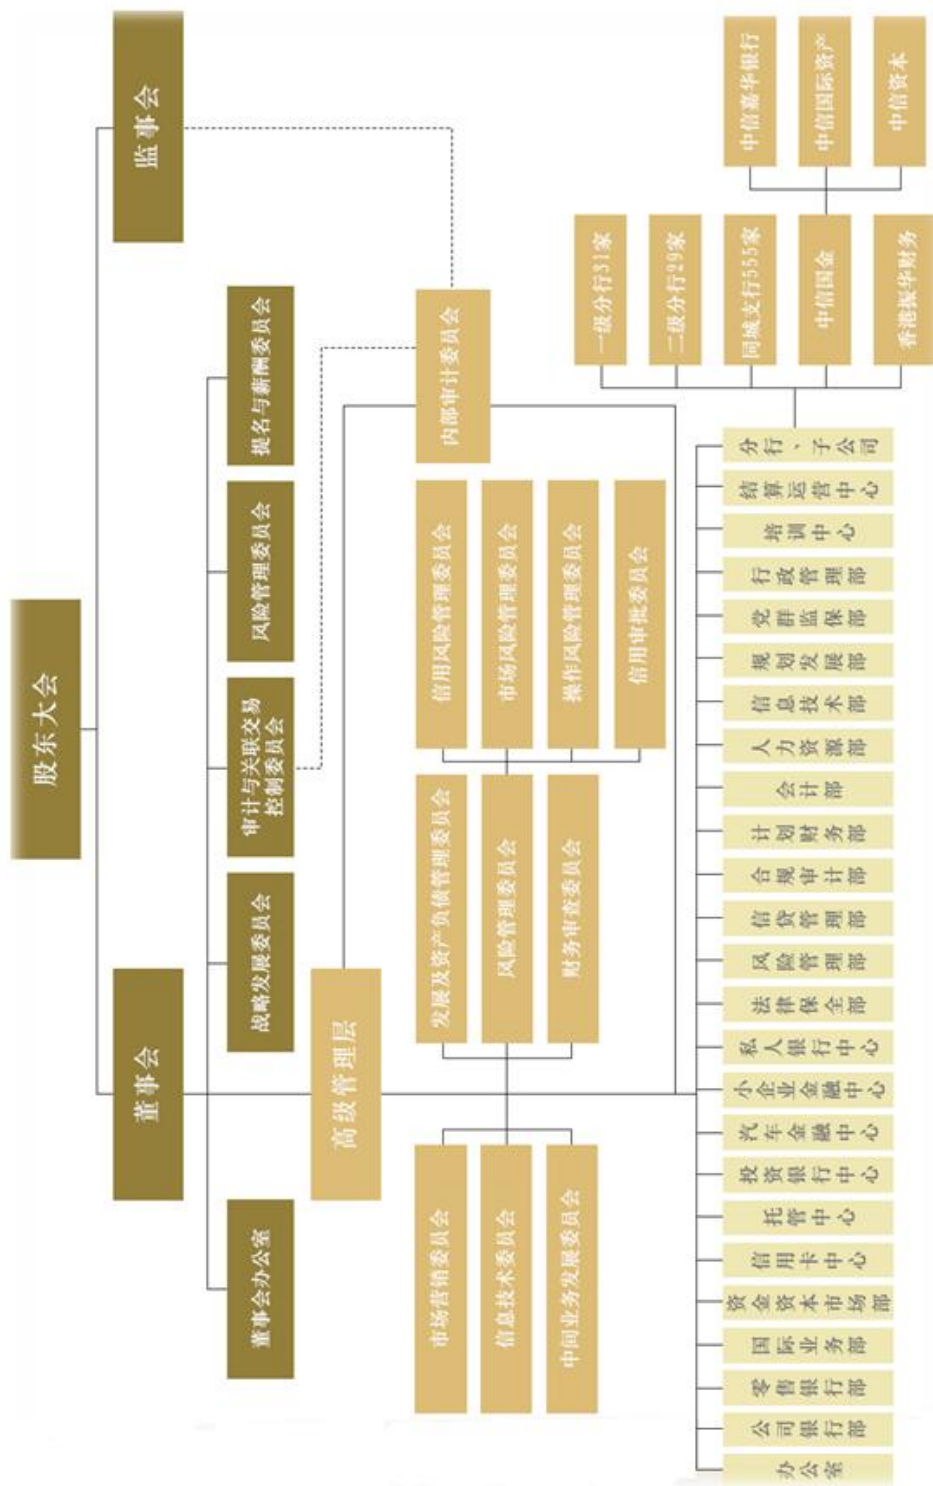 股东大会
董事会
监事会
董事会办公室
战略发展委员会
审计与关联交易
控制委员会
风险管理委员会
提名与薪酬委员会
高级管理层
内部审计委员会
市场营销委员会
信息技术委员会
中间业务发展委员会
发展及资产负债管理委员会
风险管理委员会
财务审查委员会
信用风险管理委员会
市场风险管理委员会
操作风险管理委员会
信用审批委员会
办公室
公司银行部
零售银行部
国际业务部
资金资本市场部
信用卡中心
托管中心
投资银行中心
汽车金融中心
小企业金融中心
私人银行中心
法律保全部
风险管理部
信贷管理部
合规审计部
计划财务部
会计部
人力资源部
信息技术部
规划发展部
党群监保部
行政管理部
培训中心
结算运营中心
分行、子公司
一级分行31家
二级分行29家
同城支行555家
中信国金
香港振华财务
中信嘉华银行
中信国际资产
中信资本